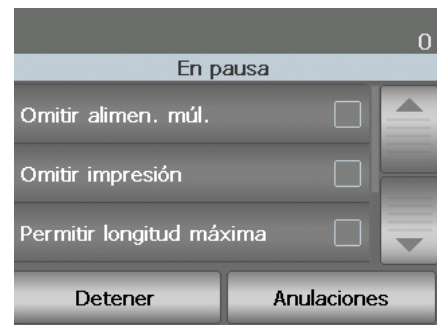 0
En pausa
Omitir alimen. múl.
Omitir impresión
Permitir longitud máxima
Detener
Anulaciones